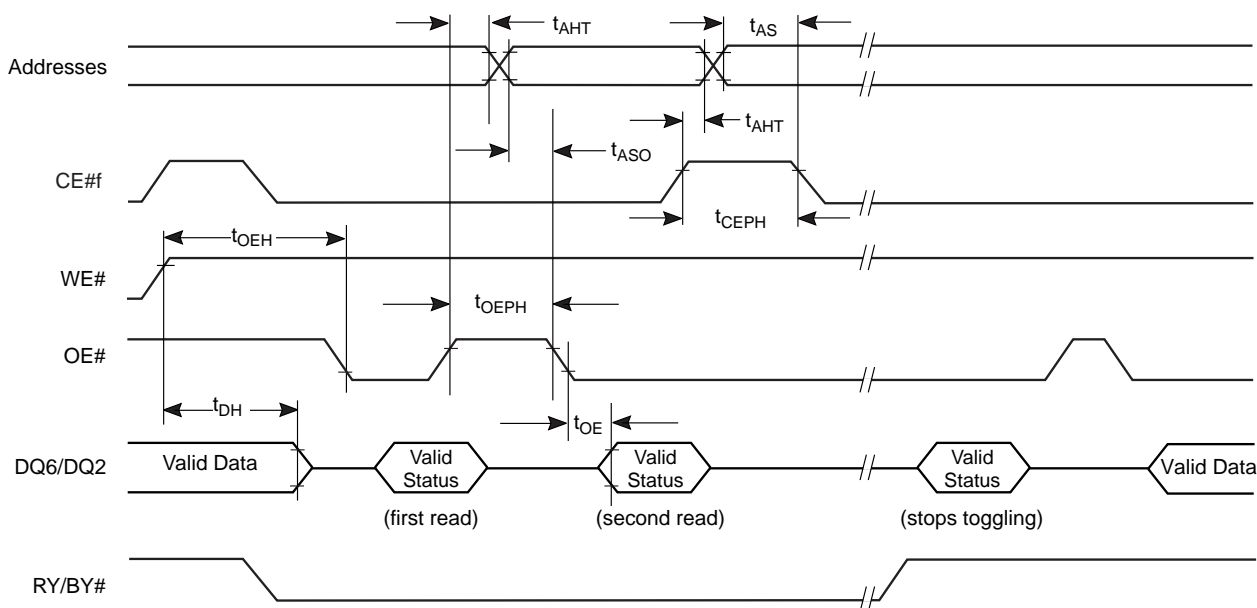 tAHT
tAS
Addresses
tAHT
tASO
CE#f
tCEPH
tOEH
WE#
tOEPH
OE#
tDH
tOE
DQ6/DQ2
Valid Data
Valid
Status
Valid
Status
Valid
Status
Valid Data
(first read)
(second read)
(stops toggling)
RY/BY#